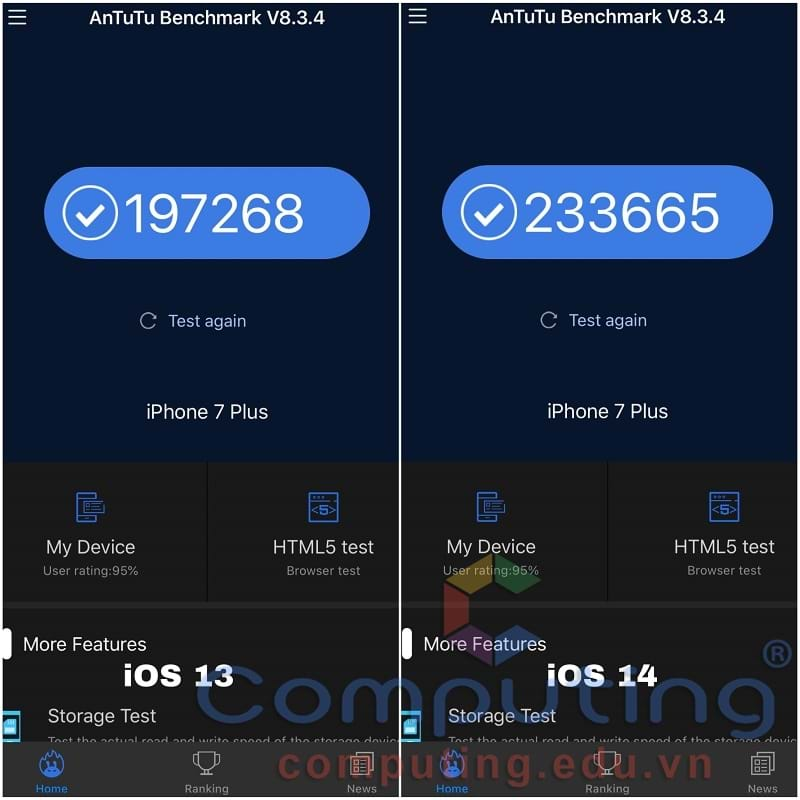 AnTuTu Benchmark V8.3.4
197268
Test again
iPhone 7 Plus
My Device
User rating:95%
HTML5 test
Browser test
More Features
iOS 13
Storage Test
Test the actual read and write speed of the storage device
Home
Ranking
News
AnTuTu Benchmark V8.3.4
233665
Test again
iPhone 7 Plus
My Device
User rating:95%
HTML5 test
Browser test
More Features
iOS 14
Storage Test
Test the actual read and write speed of the storage devic
Home
Ranking
News
Computing ®
computing.edu.vn